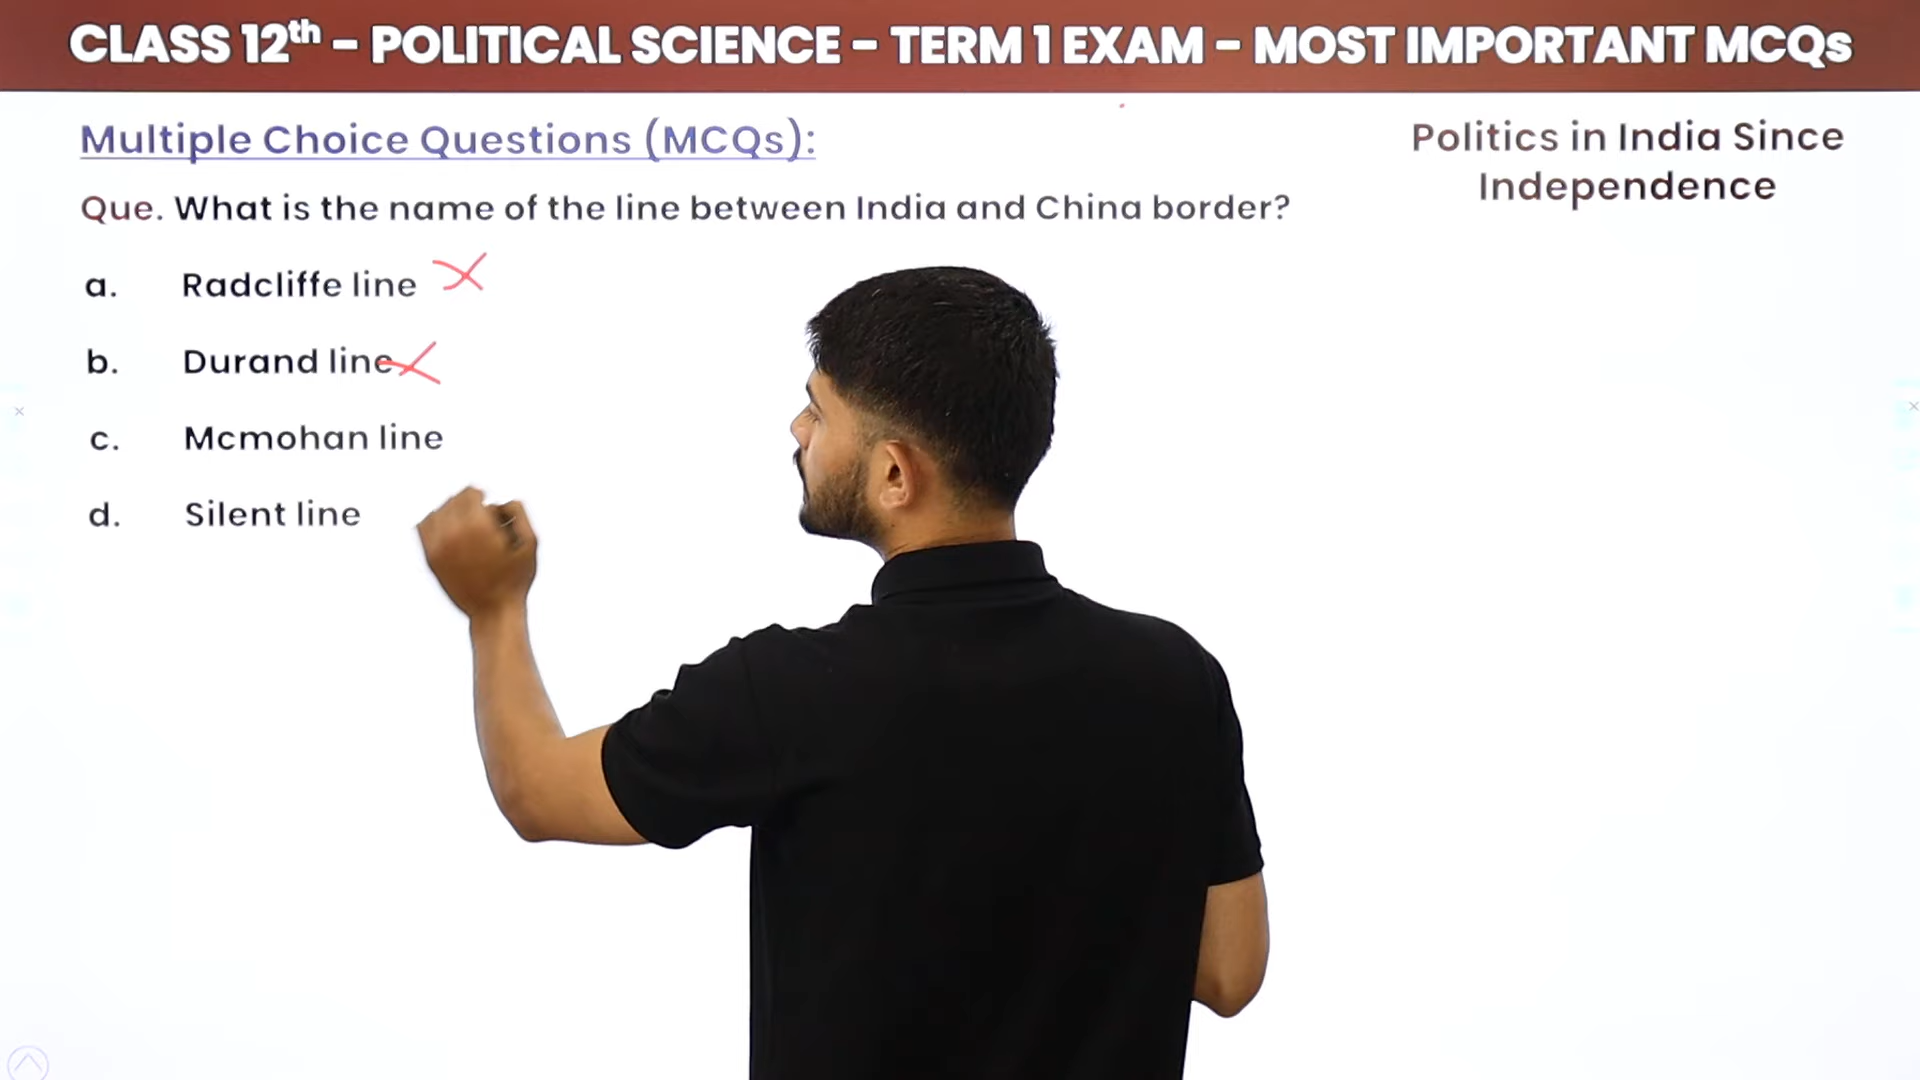 CLASS 12th - POLITICAL SCIENCE - TERM 1 EXAM - MOST IMPORTANT MCQs
Multiple Choice Questions (MCQs):
Politics in India Since
Independence
Que. What is the name of the line between India and China border?
a. Radcliffe line
b. Durand line
c. Mcmohan line
d. Silent line